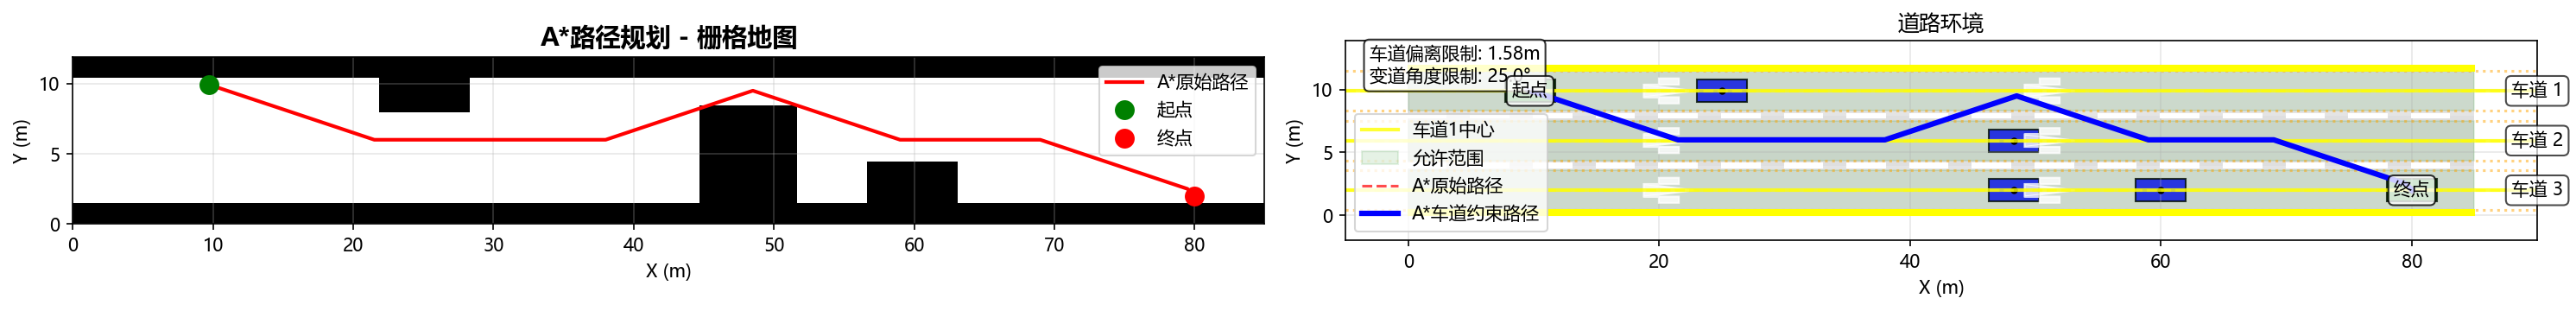 A*路径规划 - 栅格地图
10
5
0
Y (m)
0
10
20
30
40
50
60
70
80
X (m)
A*原始路径
起点
终点
道路环境
车道偏离限制: 1.58m
变道角度限制: 25.0°
起点
终点
车道 1
车道 2
车道 3
10
5
0
Y (m)
车道1中心
允许范围
A*原始路径
A*车道约束路径
0
20
40
60
80
X (m)